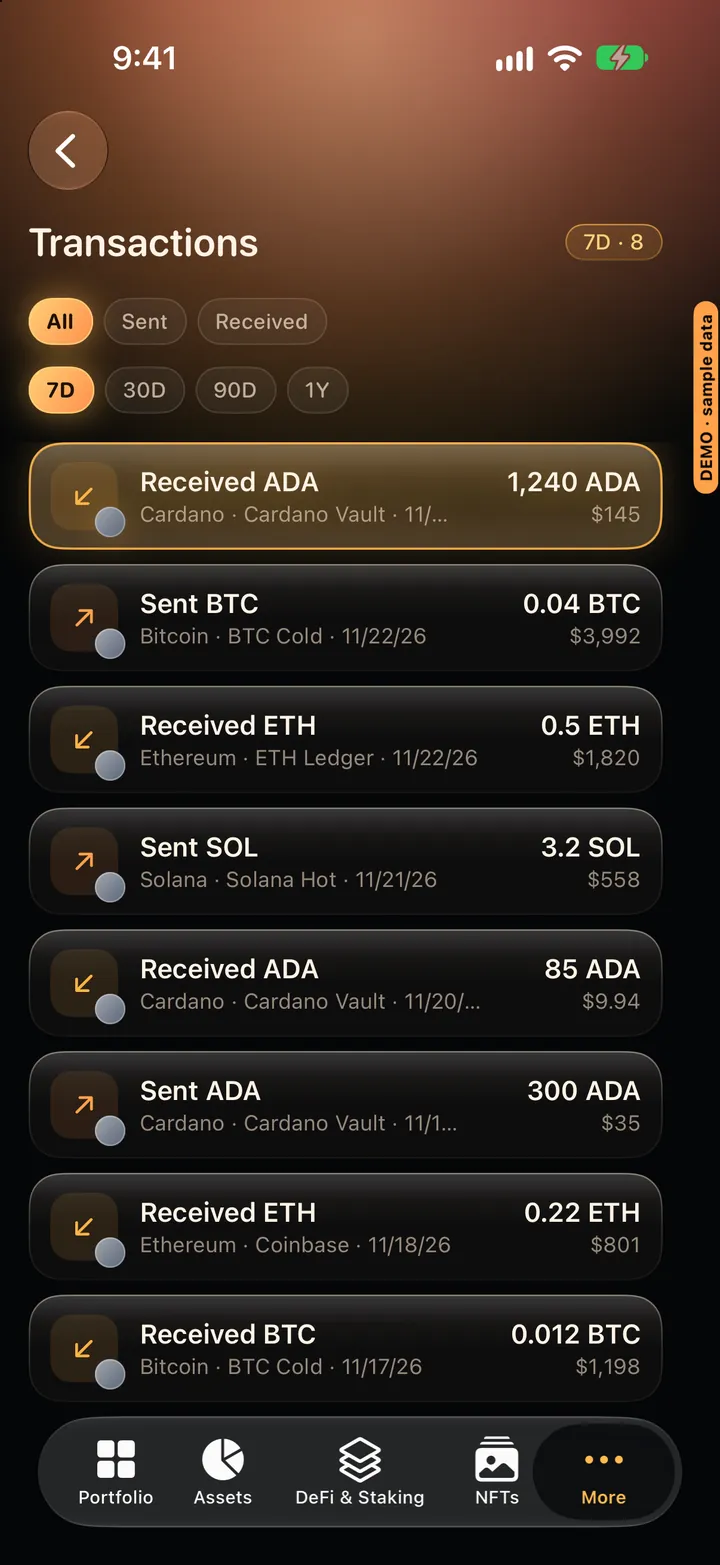 9:41
Transactions
7D · 8
All Sent Received
7D 30D 90D 1Y
DEMO · sample data
Received ADA 1,240 ADA
Cardano · Cardano Vault · 11/... $145
Sent BTC 0.04 BTC
Bitcoin · BTC Cold · 11/22/26 $3,992
Received ETH 0.5 ETH
Ethereum · ETH Ledger · 11/22/26 $1,820
Sent SOL 3.2 SOL
Solana · Solana Hot · 11/21/26 $558
Received ADA 85 ADA
Cardano · Cardano Vault · 11/20/... $9.94
Sent ADA 300 ADA
Cardano · Cardano Vault · 11/1... $35
Received ETH 0.22 ETH
Ethereum · Coinbase · 11/18/26 $801
Received BTC 0.012 BTC
Bitcoin · BTC Cold · 11/17/26 $1,198
Portfolio Assets DeFi & Staking NFTs More